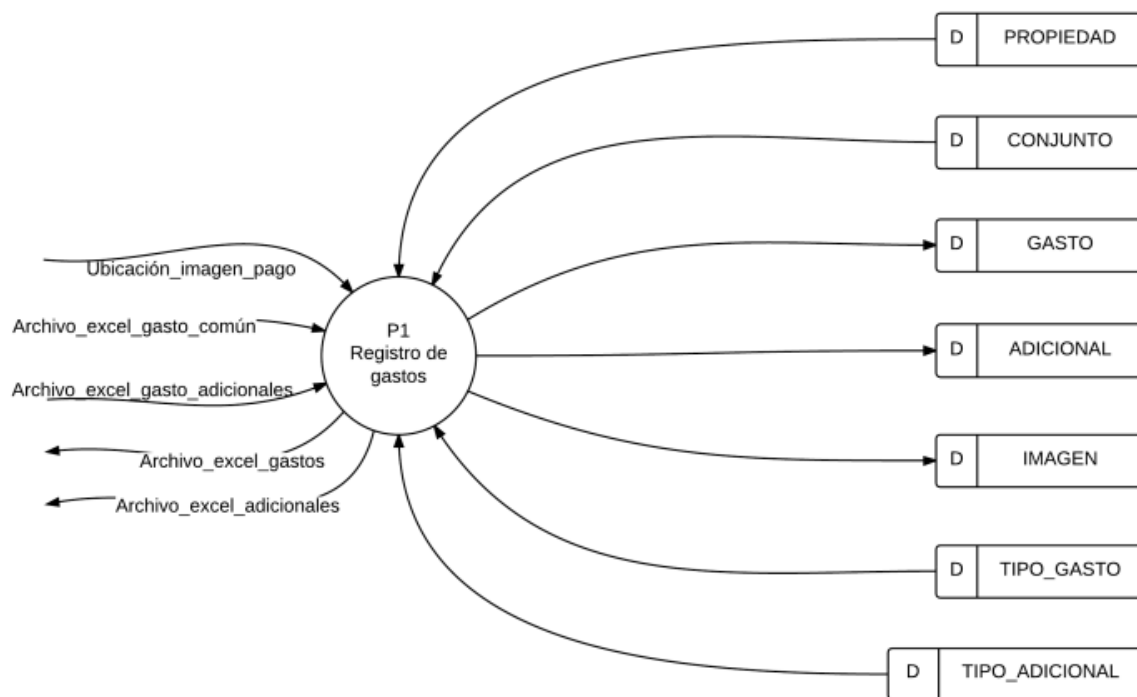 D PROPIEDAD
D CONJUNTO
D GASTO
Ubicación_imagen_pago
Archivo_excel_gasto_común
P1
Registro de
gastos
D ADICIONAL
Archivo_excel_gasto_adicionales
Archivo_excel_gastos
D IMAGEN
Archivo_excel_adicionales
D TIPO_GASTO
D TIPO_ADICIONAL